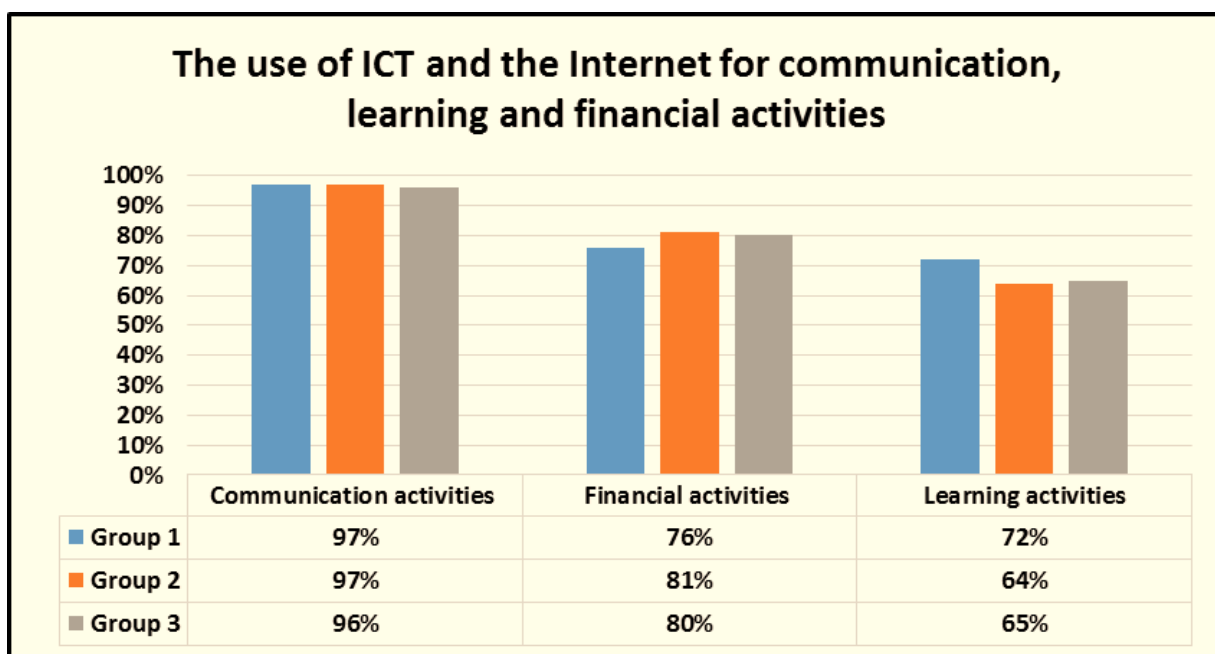 The use of ICT and the Internet for communication,
learning and financial activities
100%
90%
80%
70%
60%
50%
40%
30%
20%
10%
0%
Communication activities Financial activities Learning activities
Group 1 97% 76% 72%
Group 2 97% 81% 64%
Group 3 96% 80% 65%